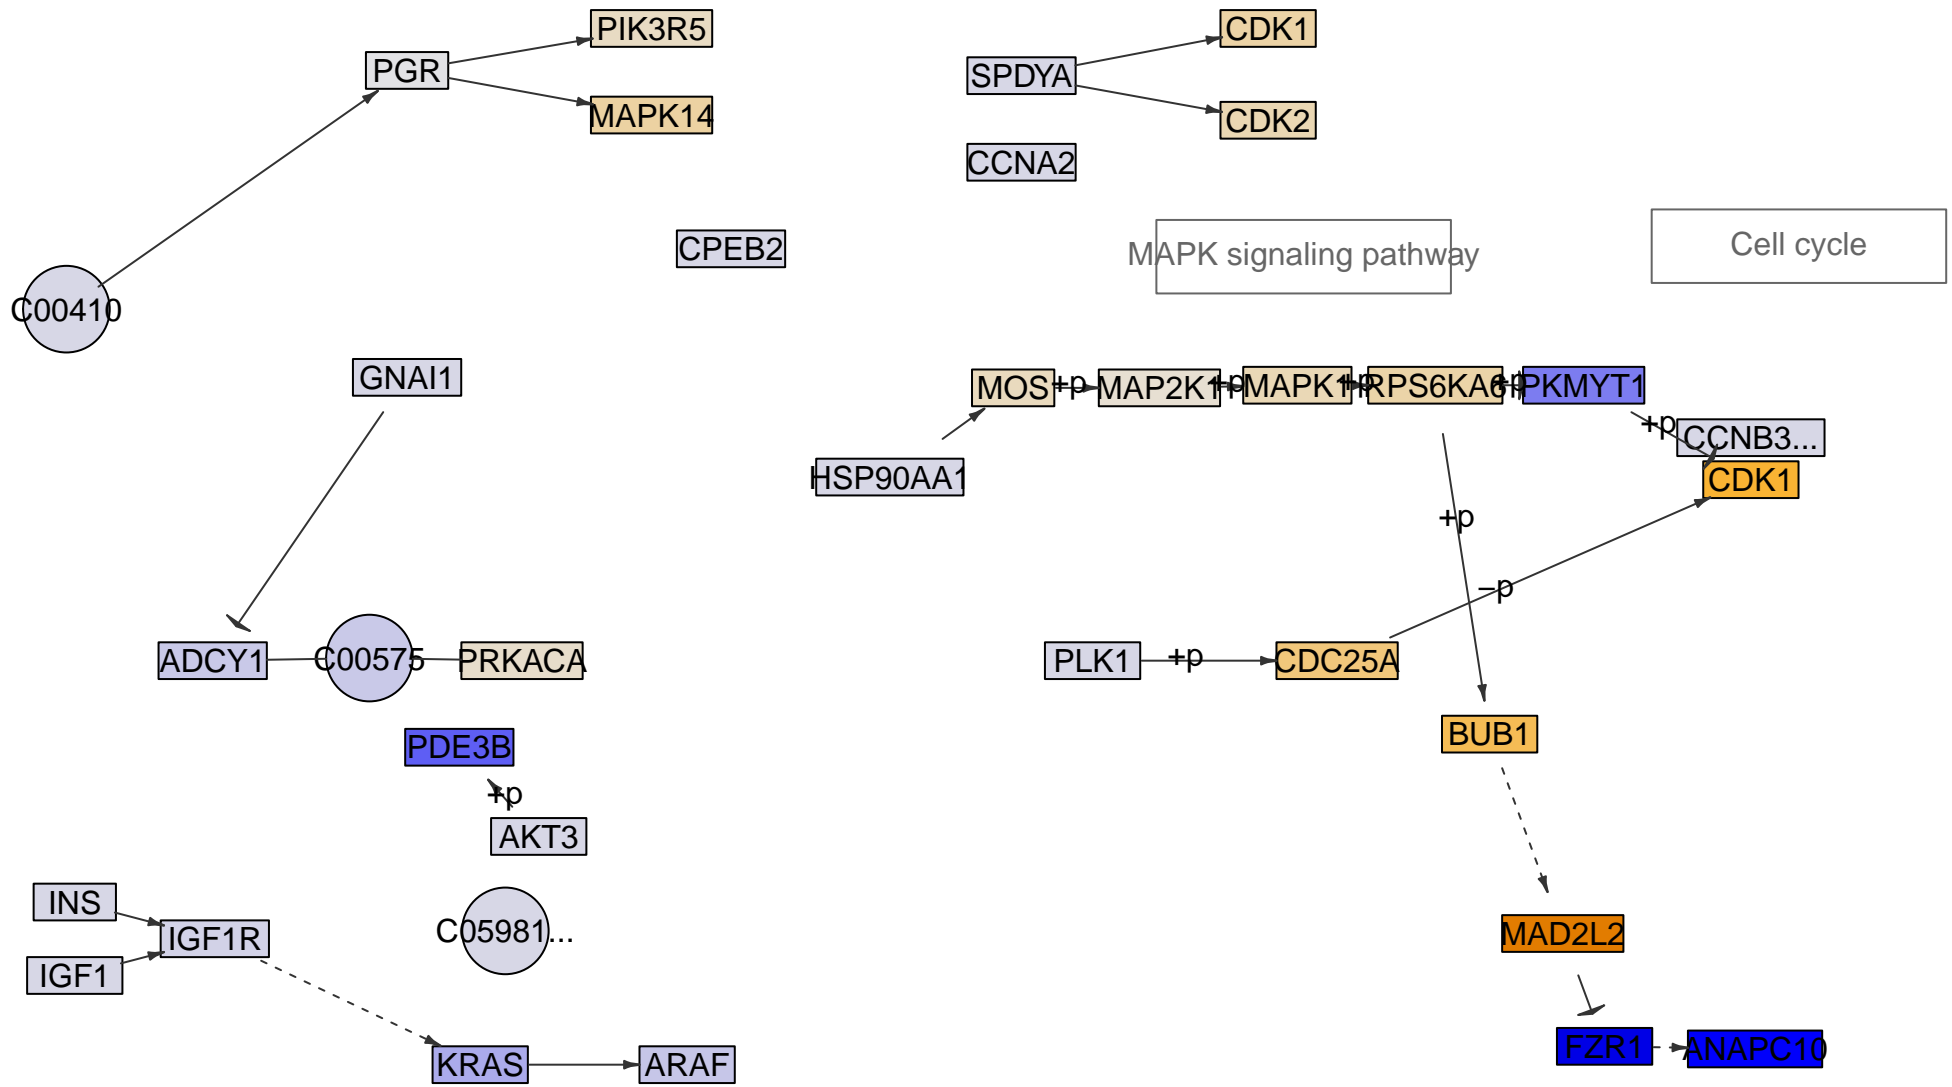 PIK3R5
CDK1
PGR
SPDYA
MAPK14
CDK2
CCNA2
CPEB2
MAPK signaling pathway
Cell cycle
C00410
GNAI1
MOS
+p
MAP2K1
+p
MAPK1
+p
RPS6KA6
+p
PKMYT1
+p
CCNB3...
HSP90AA1
CDK1
+p
−p
ADCY1
C00575
PRKACA
PLK1
+p
CDC25A
BUB1
PDE3B
+p
AKT3
INS
IGF1R
C05981...
MAD2L2
IGF1
KRAS
ARAF
FZR1
ANAPC10